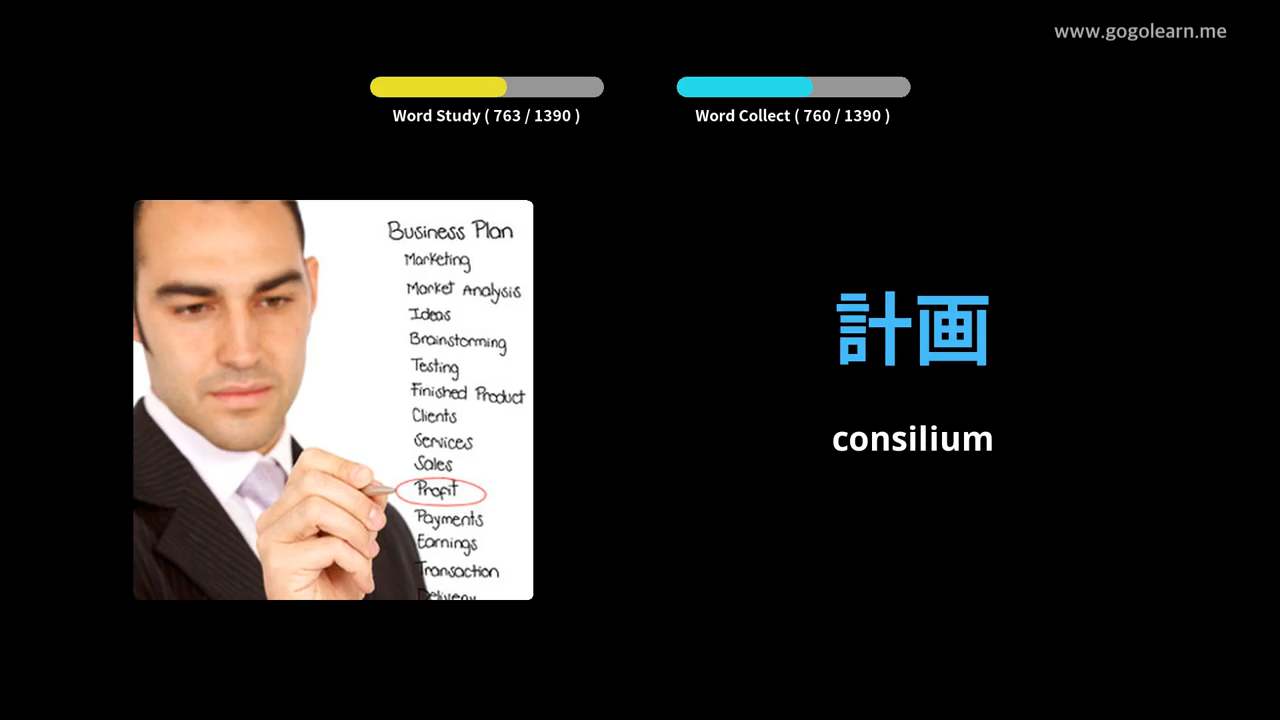 www.gogolearn.me
Word Study ( 763 / 1390 )
Word Collect ( 760 / 1390 )
Business Plan
Marketing
Market Analysis
Ideas
Brainstorming
Testing
Finished Product
Clients
Services
Sales
Profit
Payments
Earnings
Transaction
Delivery
計画
consilium